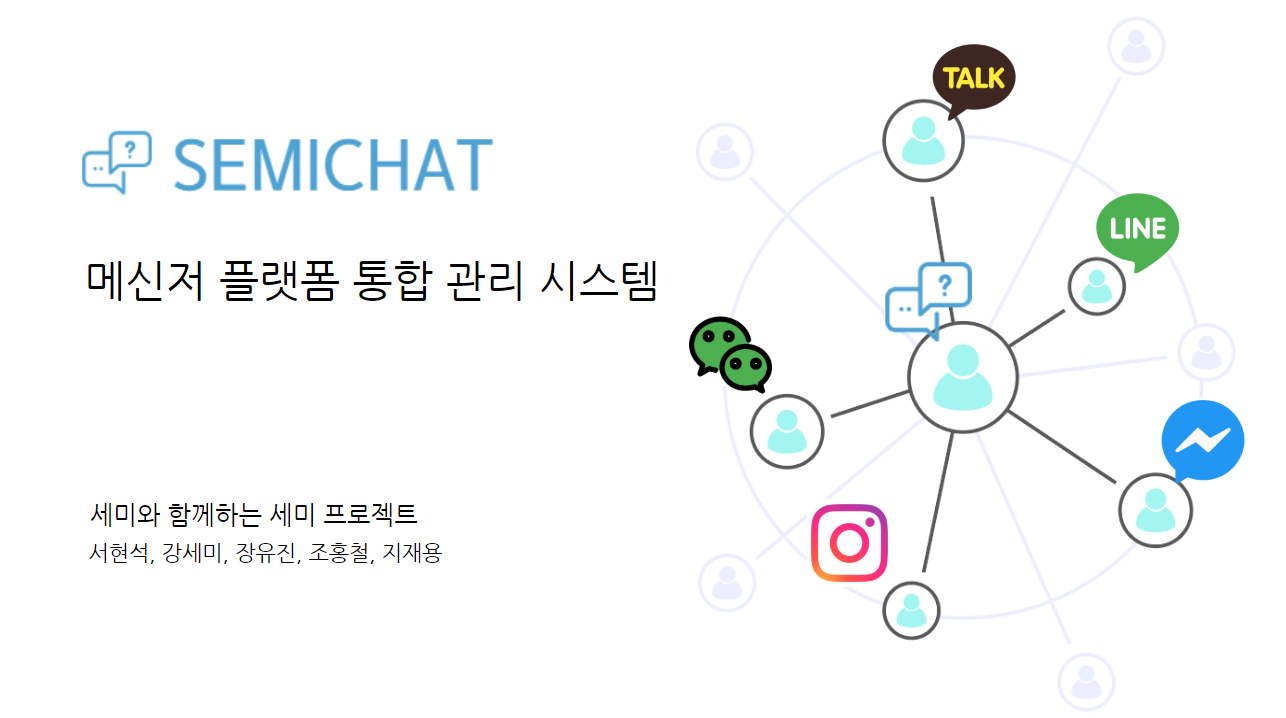 SEMICHAT
메신저 플랫폼 통합 관리 시스템
세미와 함께하는 세미 프로젝트
서현석, 강세미, 장유진, 조홍철, 지재용
TALK
LINE
?
?